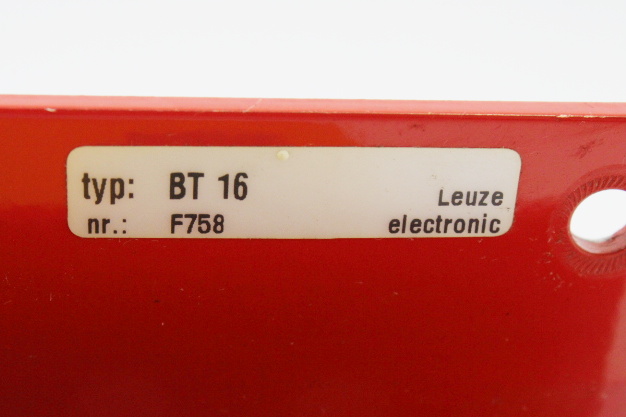 typ: BT 16
nr.: F758
Leuze
electronic